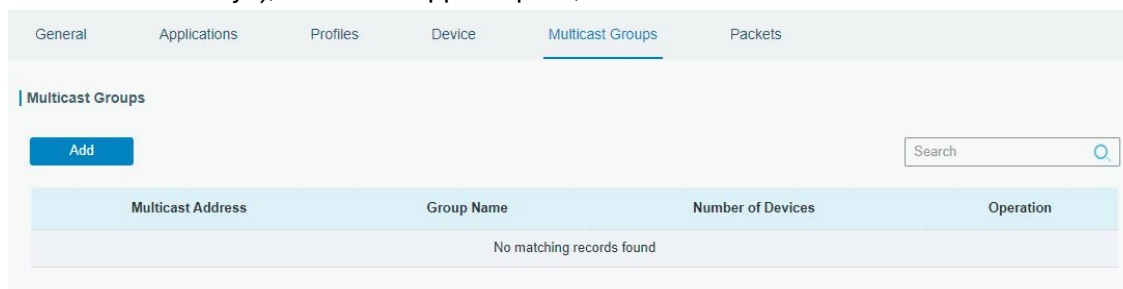 General Applications Profiles Device Multicast Groups Packets
Multicast Groups
Add Search
Multicast Address Group Name Number of Devices Operation
No matching records found